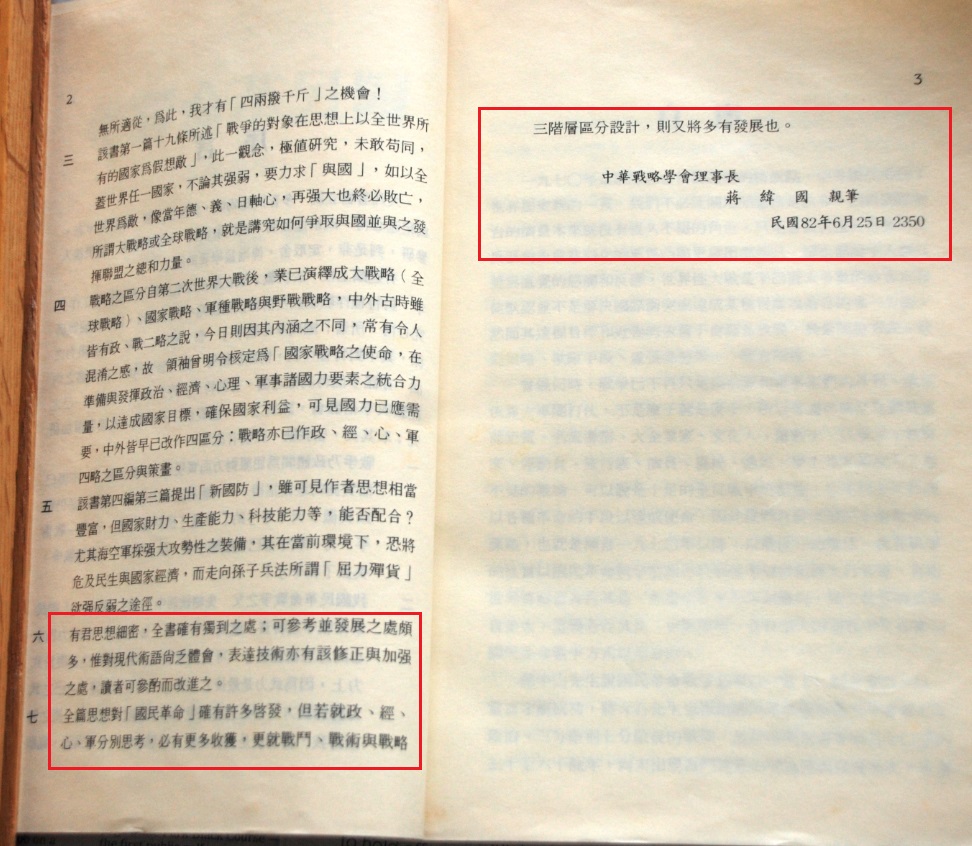 2
無所適從，爲此，我才有「四兩撥千斤」之機會！
三 該書第一篇十九條所述「戰爭的對象在思想上以全世界所
有的國家爲假想敵」，此一觀念，極值研究，未敢苟同，
蓋世界任一國家，不論其强弱，要力求「與國」，如以全
世界爲敵，像當年德、義、日軸心，再强大也終必敗亡，
所謂大戰略或全球戰略，就是講究如何爭取與國並與之發
揮聯盟之總和力量。
四 戰略之區分自第二次世界大戰後，葉已演繹成大戰略（全
球戰略）、國家戰略、軍種戰略與野戰戰略，中外古時雖
皆有政、戰二略之說，今日則因其內涵之不同，常有令人
混淆之惑，故　領袖曾明令核定爲「國家戰略之使命，在
準備與發揮政治、經濟、心理、軍事諸國力要素之統合力
量，以達成國家目標，確保國家利益，可見國力已應需
要，中外皆早已改作四區分；戰略亦已作政、經、心、軍
四略之區分與策畫。
五 該書第四編第三篇提出「新國防」，雖可見作者思想相當
豐富，但國家財力、生產能力、科技能力等，能否配合？
尤其海空軍採强大攻勢性之裝備，其在當前環境下，恐將
危及民生與國家經濟，而走向孫子兵法所謂「屈力彈貨」
欲强反弱之途徑。
六 有君思想細密，全書確有獨到之處；可參考並發展之處頗
多，惟對現代術語向乏體會，表達技術亦有該修正與加强
之處，讀者可參酌而改進之。
七 全篇思想對「國民革命」確有許多啓發，但若就政、經、
心、軍分別思考，必有更多收獲，更就戰鬥、戰術與戰略
3
三階層區分設計，則又將多有發展也。
中華戰略學會理事長
蔣緯國 親筆
民國82年6月25日 2350